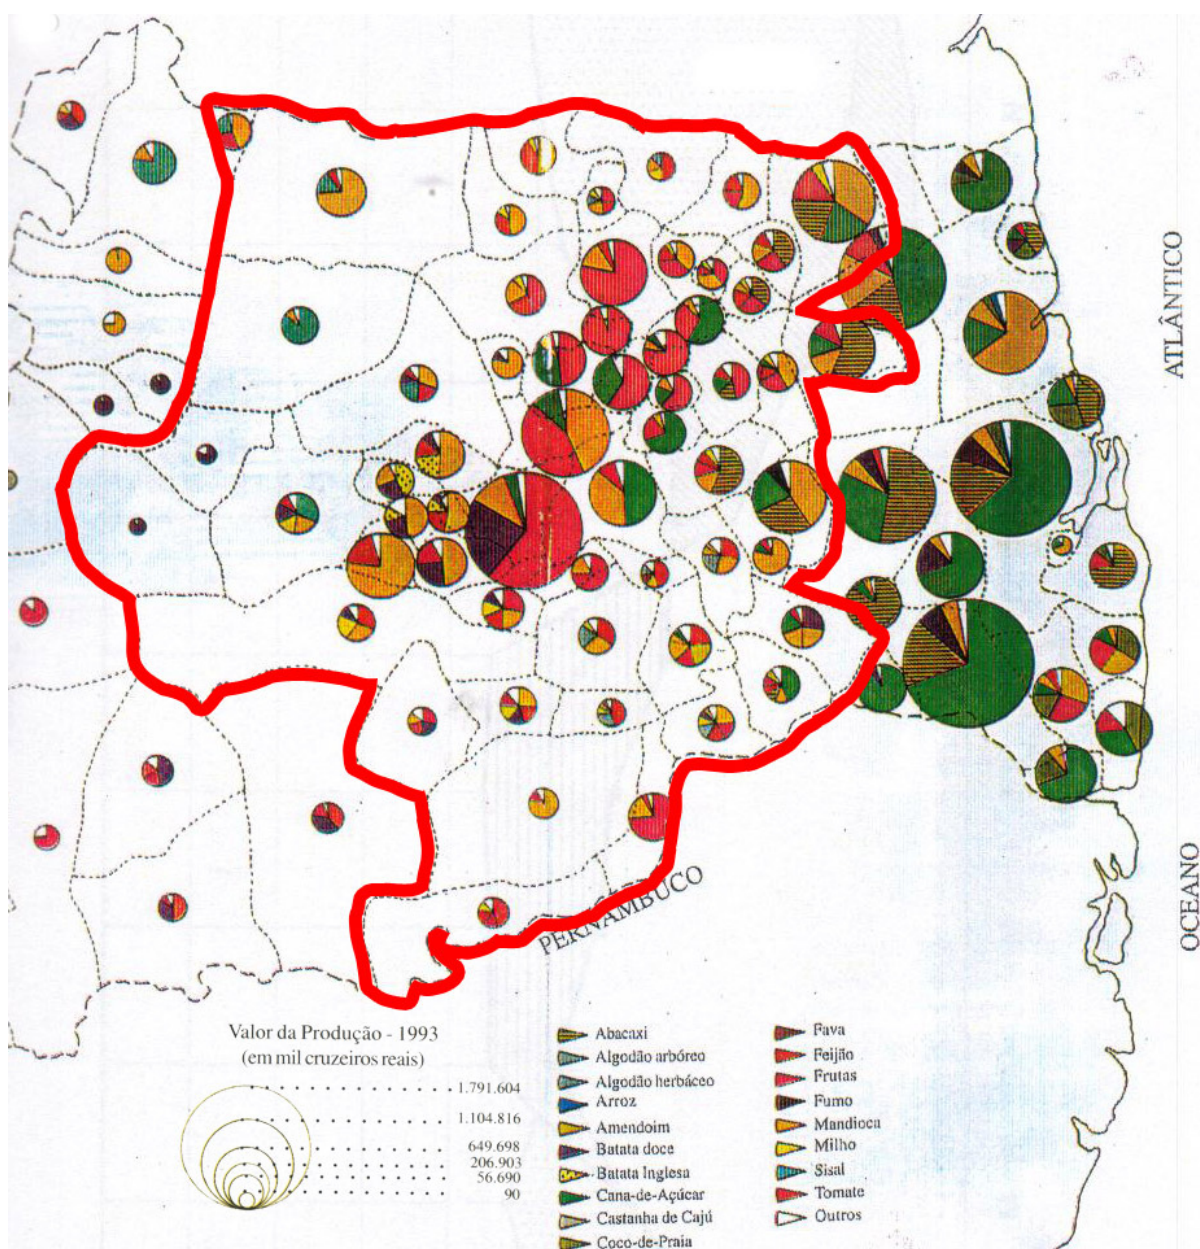 ATLÂNTICO
OCEANO
PERNAMBUCO
Valor da Produção - 1993
(em mil cruzeiros reais)
1.791.604
1.104.816
649.698
206.903
56.690
90
Abacaxi
Algodão arbóreo
Algodão herbáceo
Arroz
Amendoim
Batata doce
Batata Inglesa
Cana-de-Açúcar
Castanha de Cajú
Coco-de-Praia
Fava
Feijão
Frutas
Fumo
Mandioca
Milho
Sisal
Tomate
Outros